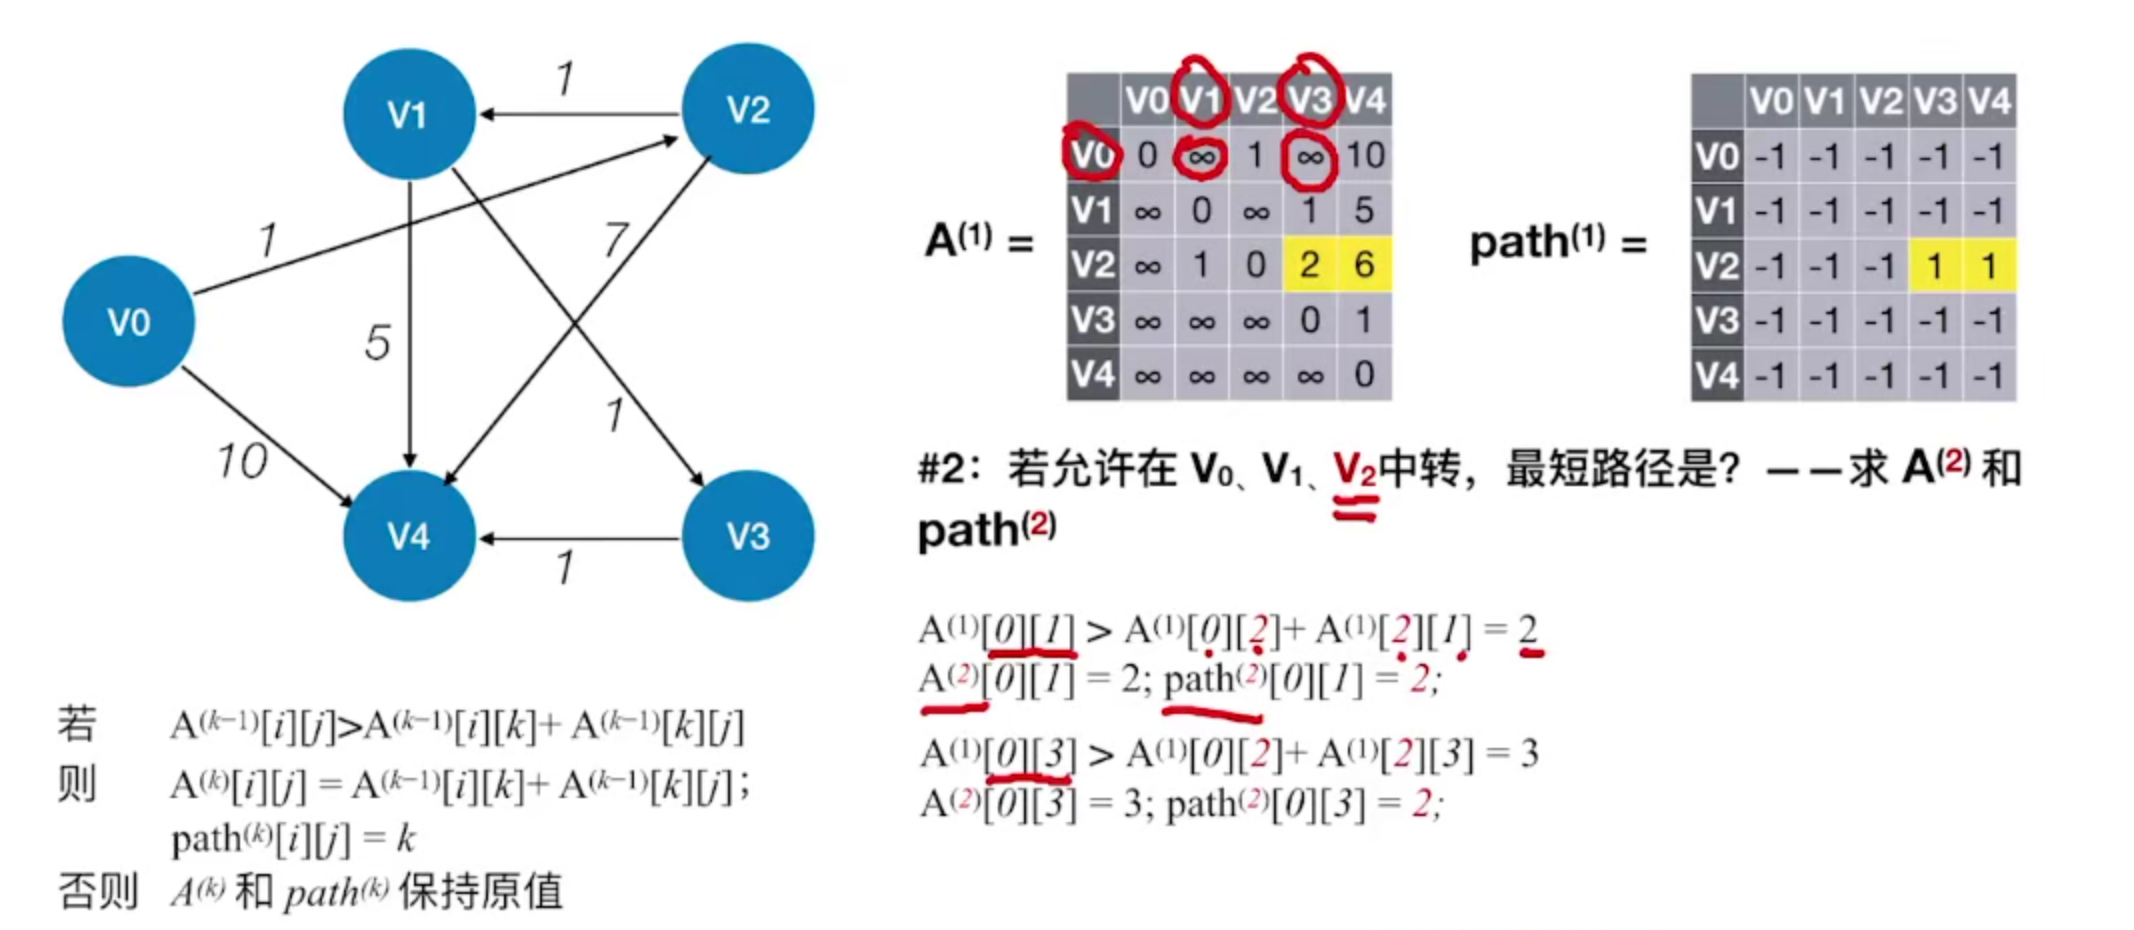 V1
1
V2
1
7
V0
5
1
10
V4
1
V3
若 A(k−1)[i][j]>A(k−1)[i][k]+ A(k−1)[k][j]
则 A(k)[i][j] = A(k−1)[i][k]+ A(k−1)[k][j];
path(k)[i][j] = k
否则 A(k) 和 path(k) 保持原值
A(1) =
V0 V1 V2 V3 V4
V0 0 ∞ 1 ∞ 10
V1 ∞ 0 ∞ 1 5
V2 ∞ 1 0 2 6
V3 ∞ ∞ ∞ 0 1
V4 ∞ ∞ ∞ ∞ 0
path(1) =
V0 V1 V2 V3 V4
V0 -1 -1 -1 -1 -1
V1 -1 -1 -1 -1 -1
V2 -1 -1 -1 1 1
V3 -1 -1 -1 -1 -1
V4 -1 -1 -1 -1 -1
#2：若允许在 V0、V1、V2中转，最短路径是？——求 A(2) 和
path(2)
A(1)[0][1] > A(1)[0][2]+ A(1)[2][1] = 2
A(2)[0][1] = 2; path(2)[0][1] = 2;
A(1)[0][3] > A(1)[0][2]+ A(1)[2][3] = 3
A(2)[0][3] = 3; path(2)[0][3] = 2;